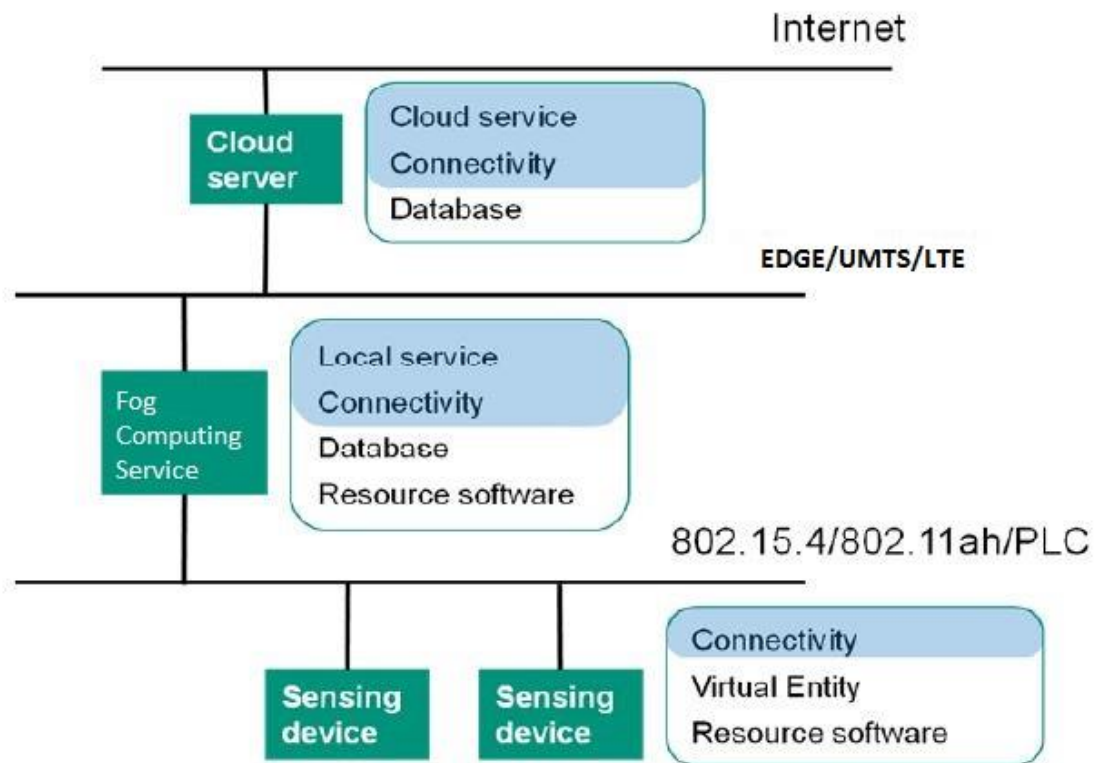 Internet
Cloud
server
Cloud service
Connectivity
Database
EDGE/UMTS/LTE
Fog
Computing
Service
Local service
Connectivity
Database
Resource software
802.15.4/802.11ah/PLC
Sensing
device
Sensing
device
Connectivity
Virtual Entity
Resource software